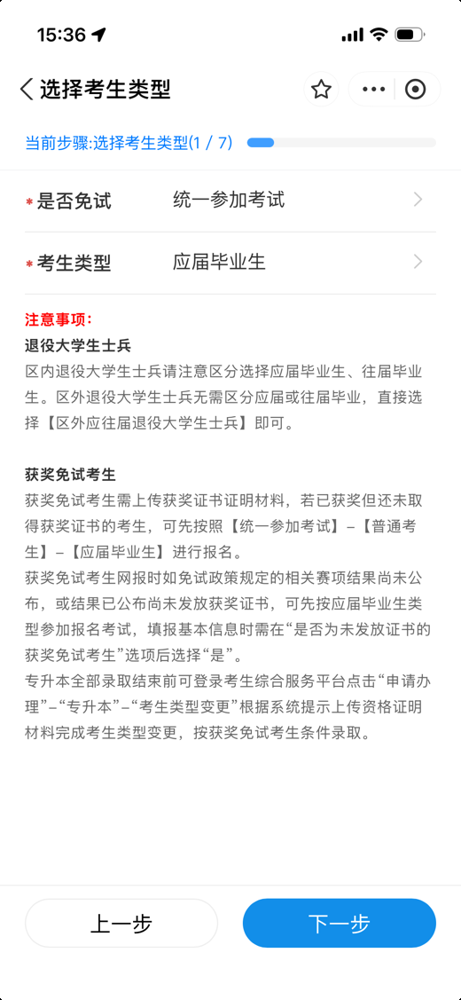 15:36
选择考生类型
当前步骤:选择考生类型(1 / 7)
*是否免试 统一参加考试
*考生类型 应届毕业生
注意事项:
退役大学生士兵
区内退役大学生士兵请注意区分选择应届毕业生、往届毕业
生。区外退役大学生士兵无需区分应届或往届毕业，直接选
择【区外应往届退役大学生士兵】即可。
获奖免试考生
获奖免试考生需上传获奖证书证明材料，若已获奖但还未取
得获奖证书的考生，可先按照【统一参加考试】–【普通考
生】–【应届毕业生】进行报名。
获奖免试考生网报时如免试政策规定的相关赛项结果尚未公
布，或结果已公布尚未发放获奖证书，可先按应届毕业生类
型参加报名考试，填报基本信息时需在“是否为未发放证书的
获奖免试考生”选项后选择“是”。
专升本全部录取结束前可登录考生综合服务平台点击“申请办
理”–“专升本”–“考生类型变更”根据系统提示上传资格证明
材料完成考生类型变更，按获奖免试考生条件录取。
上一步 下一步